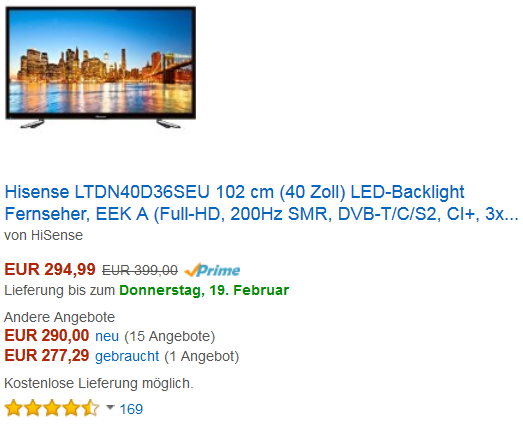 Hisense LTDN40D36SEU 102 cm (40 Zoll) LED-Backlight
Fernseher, EEK A (Full-HD, 200Hz SMR, DVB-T/C/S2, CI+, 3x...
von HiSense
EUR 294,99 EUR 399,00 Prime
Lieferung bis zum Donnerstag, 19. Februar
Andere Angebote
EUR 290,00 neu (15 Angebote)
EUR 277,29 gebraucht (1 Angebot)
Kostenlose Lieferung möglich.
169